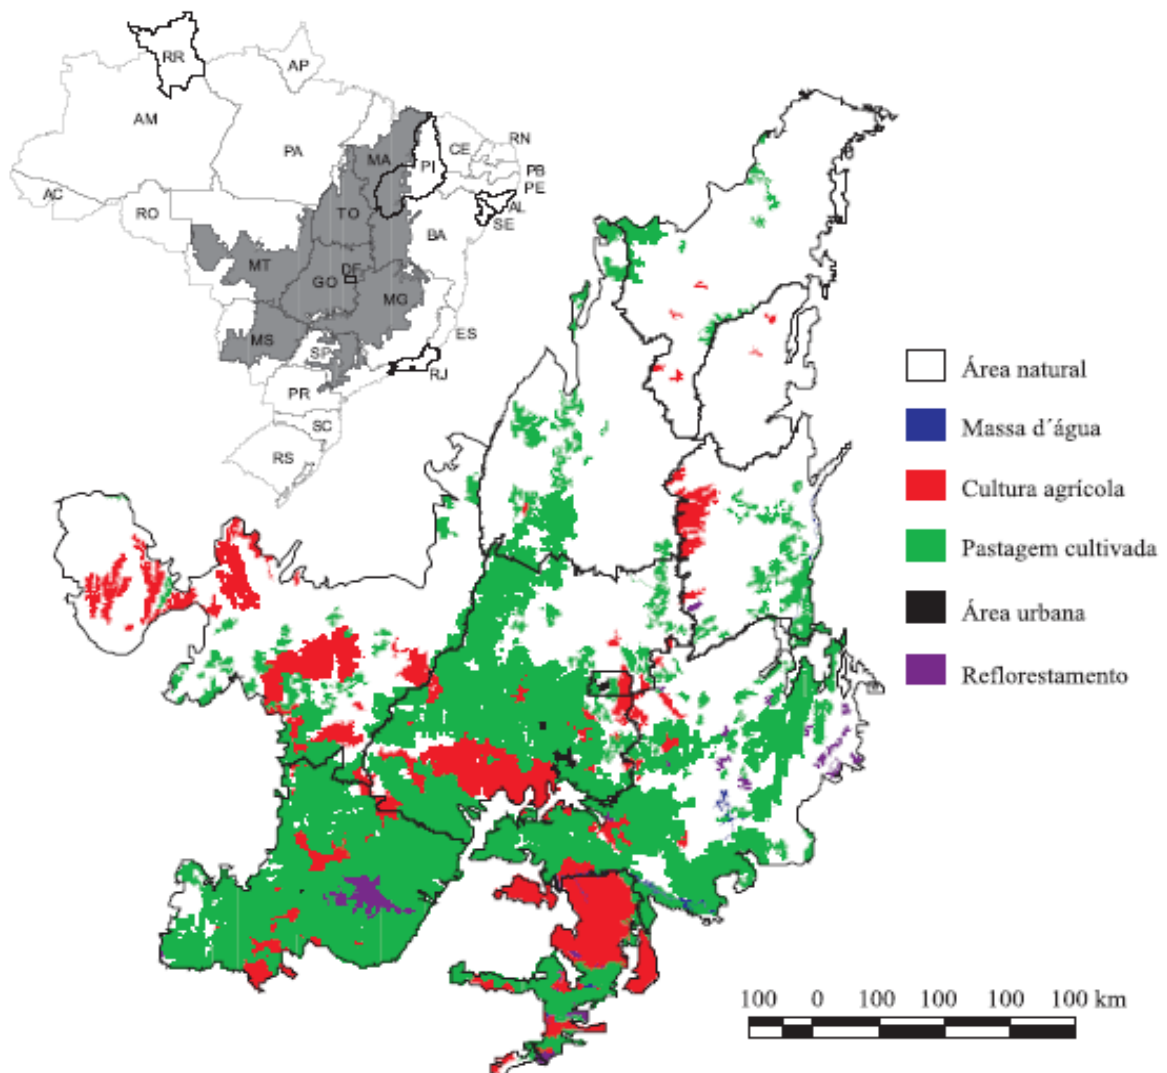 RR
AP
AM
PA
MA
CE
RN
PI
PB
PE
AC
AL
RO
TO
SE
BA
MT
DF
GO
MG
MS
ES
SP
RJ
PR
SC
RS
Área natural
Massa d´água
Cultura agrícola
Pastagem cultivada
Área urbana
Reflorestamento
100 0 100 100 100 100 km